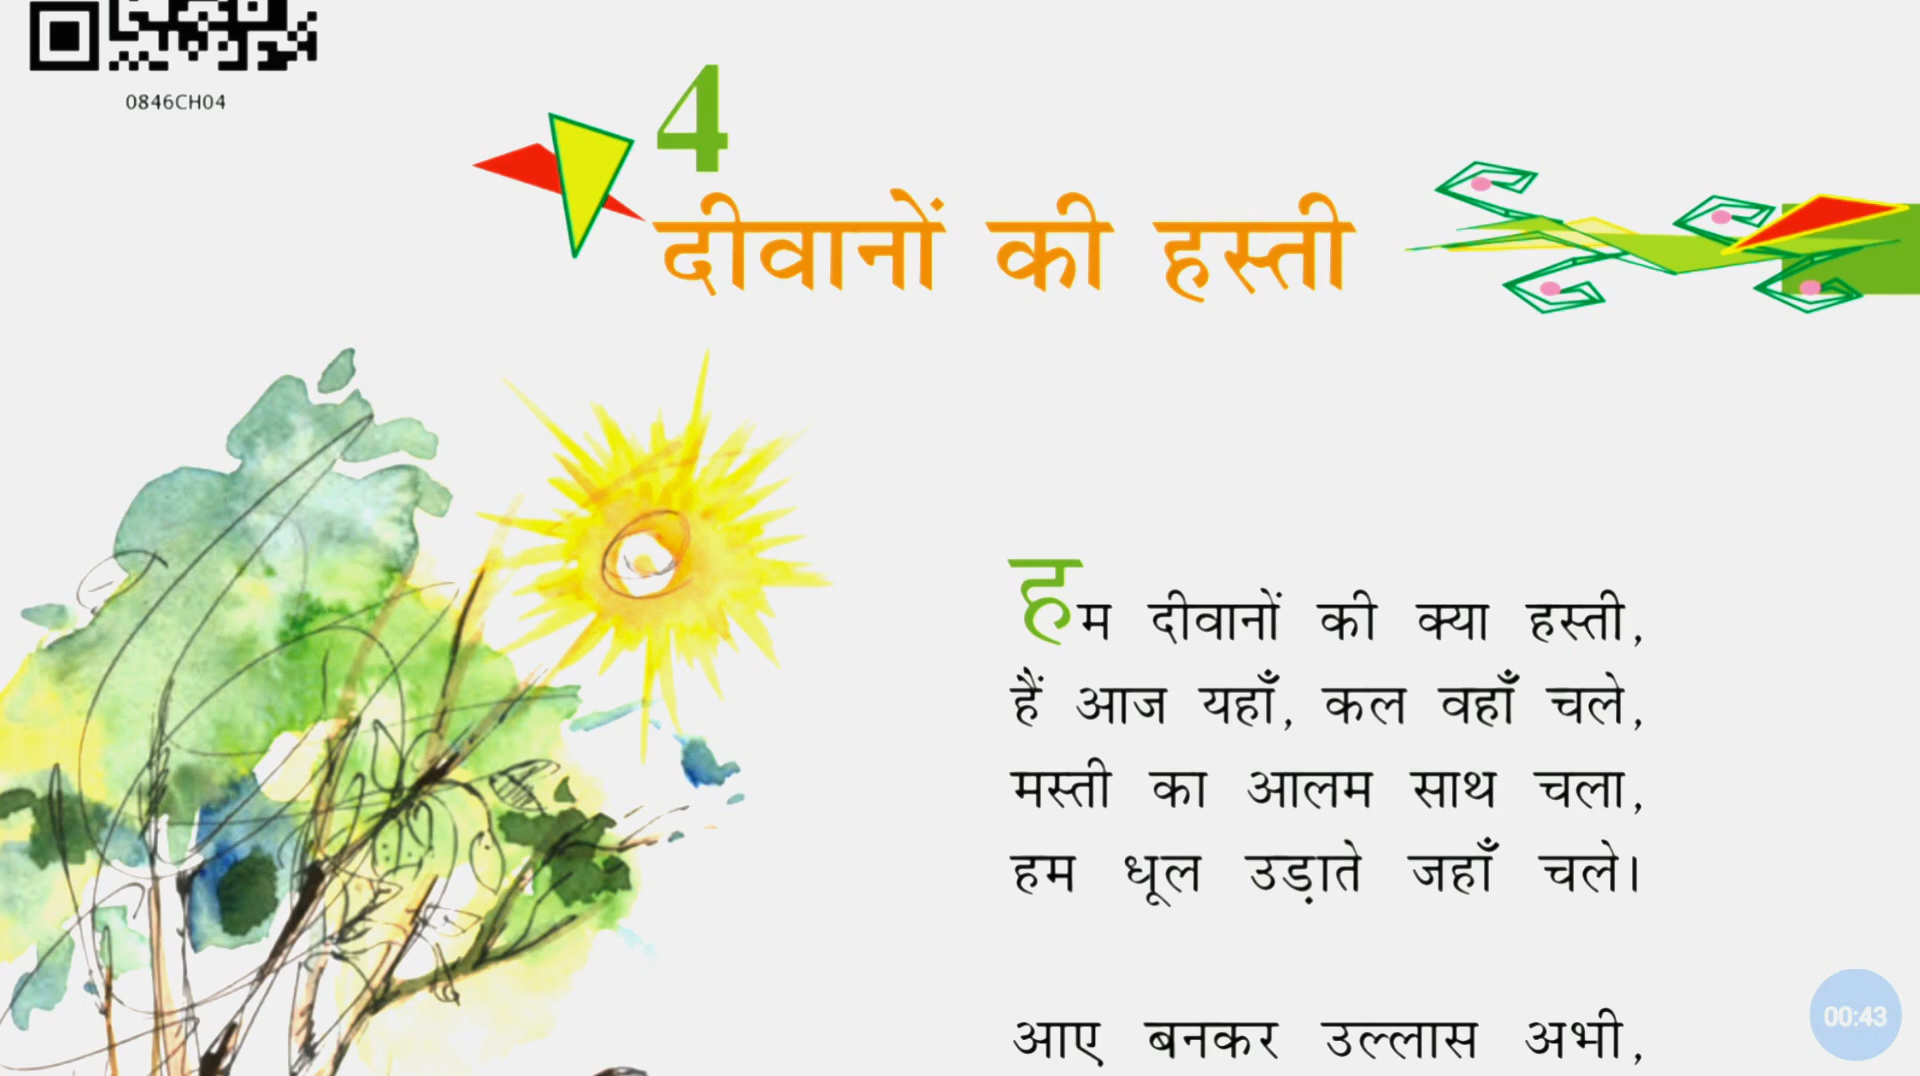 0846CH04
4
दीवानों की हस्ती
हम दीवानों की क्या हस्ती,
हैं आज यहाँ, कल वहाँ चले,
मस्ती का आलम साथ चला,
हम धूल उड़ाते जहाँ चले।
आए बनकर उल्लास अभी,
00:43